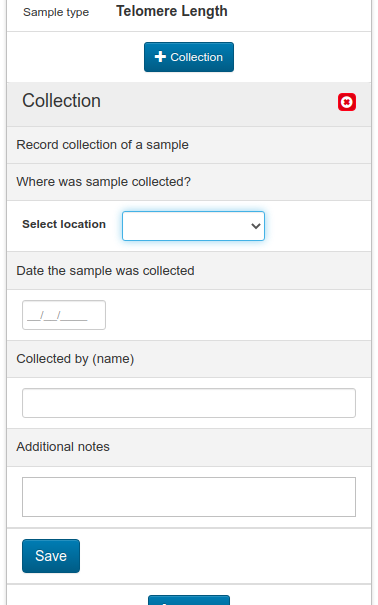 Sample type Telomere Length
+ Collection
Collection
Record collection of a sample
Where was sample collected?
Select location
Date the sample was collected
__/__/____
Collected by (name)
Additional notes
Save